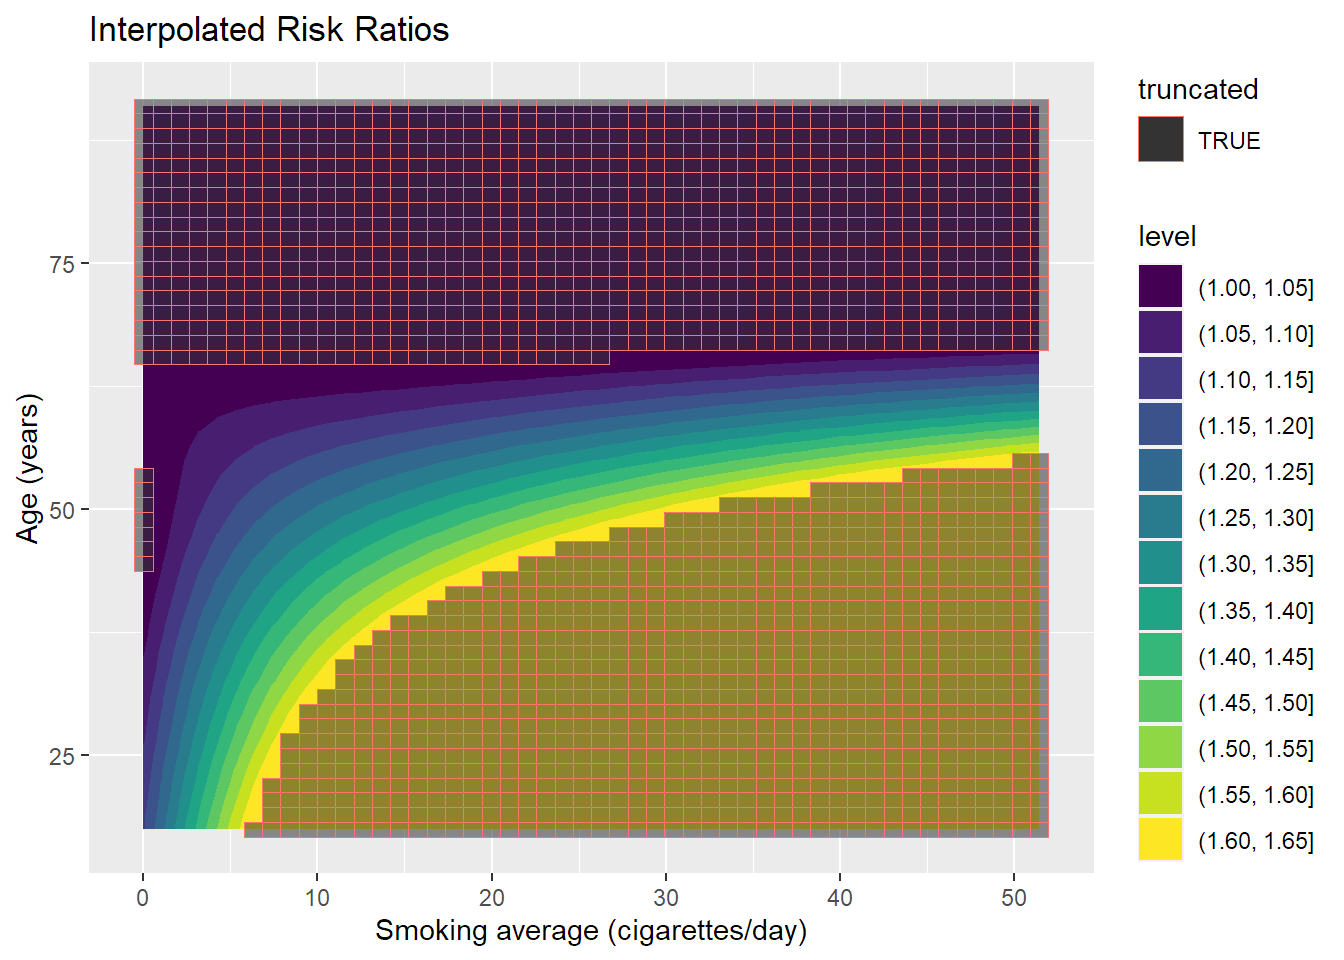 Interpolated Risk Ratios
truncated
TRUE
level
(1.00, 1.05]
(1.05, 1.10]
(1.10, 1.15]
(1.15, 1.20]
(1.20, 1.25]
(1.25, 1.30]
(1.30, 1.35]
(1.35, 1.40]
(1.40, 1.45]
(1.45, 1.50]
(1.50, 1.55]
(1.55, 1.60]
(1.60, 1.65]
Age (years)
75
50
25
0 10 20 30 40 50
Smoking average (cigarettes/day)